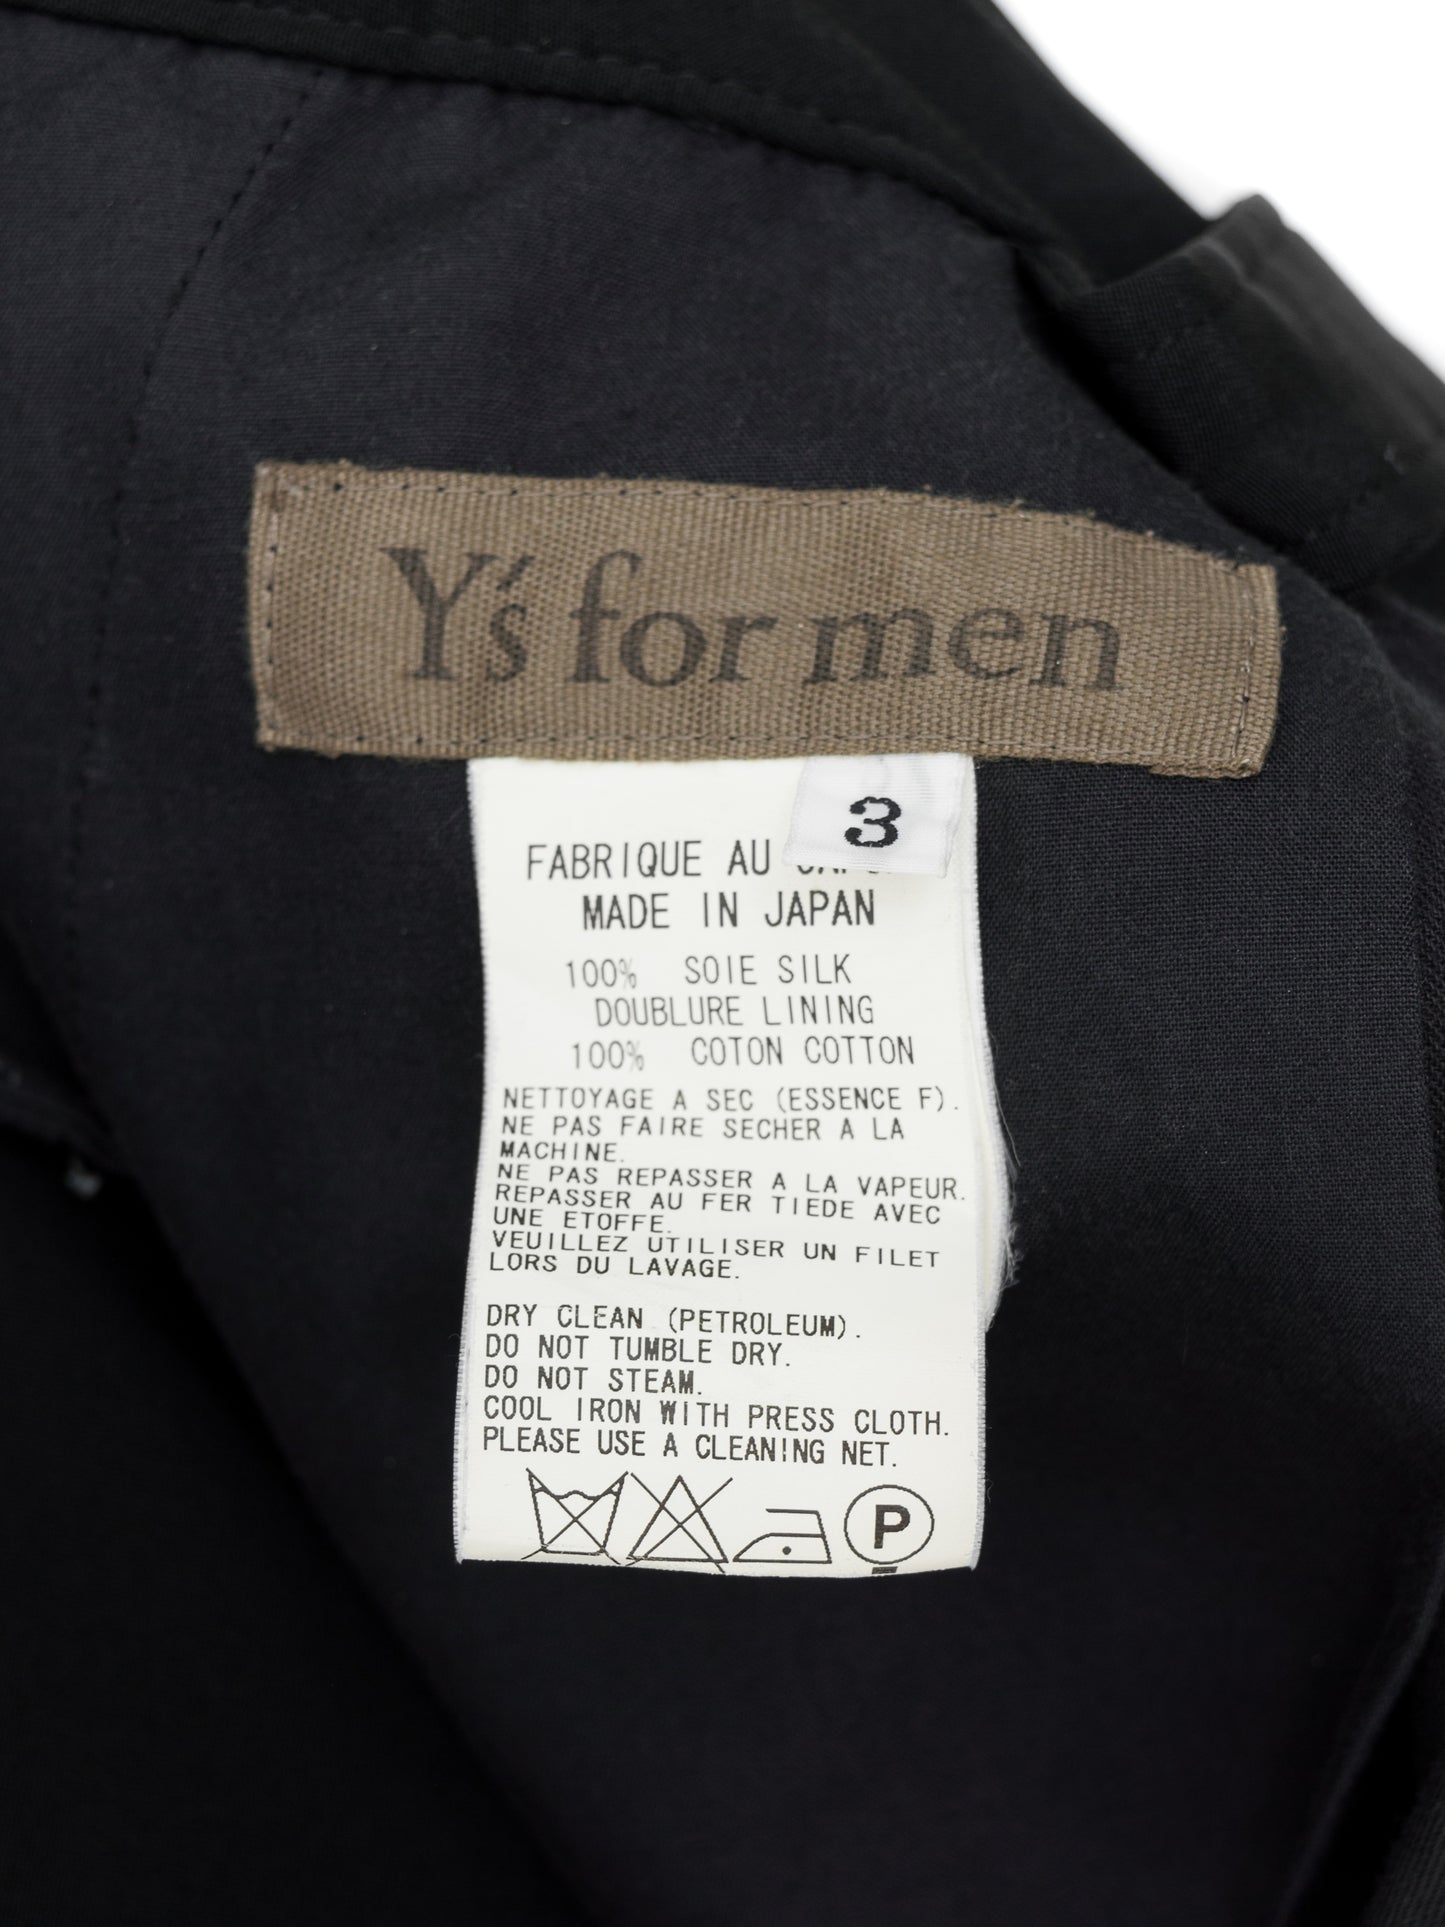 Y's for men
3
FABRIQUE AU
MADE IN JAPAN
100% SOIE SILK
DOUBLURE LINING
100% COTON COTTON
NETTOYAGE A SEC (ESSENCE F).
NE PAS FAIRE SECHER A LA
MACHINE.
NE PAS REPASSER A LA VAPEUR.
REPASSER AU FER TIEDE AVEC
UNE ETOFFE.
VEUILLEZ UTILISER UN FILET
LORS DU LAVAGE.
DRY CLEAN (PETROLEUM).
DO NOT TUMBLE DRY.
DO NOT STEAM.
COOL IRON WITH PRESS CLOTH.
PLEASE USE A CLEANING NET.
P